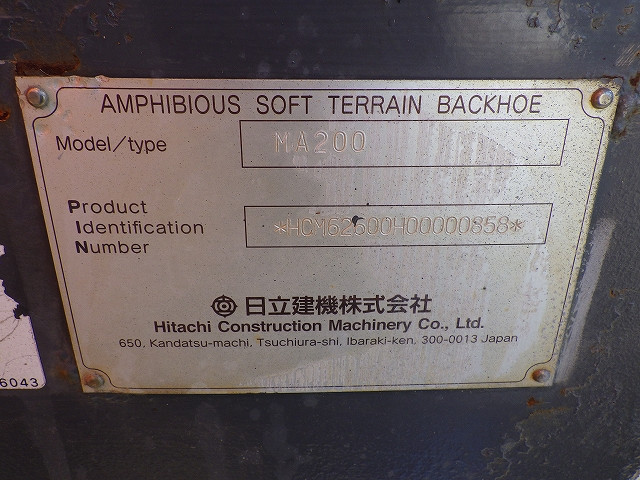 AMPHIBIOUS SOFT TERRAIN BACKHOE
Model/type MA200
Product
Identification *HCM62600H00000858*
Number
日立建機株式会社
Hitachi Construction Machinery Co., Ltd.
650, Kandatsu-machi, Tsuchiura-shi, Ibaraki-ken, 300-0013 Japan
6043